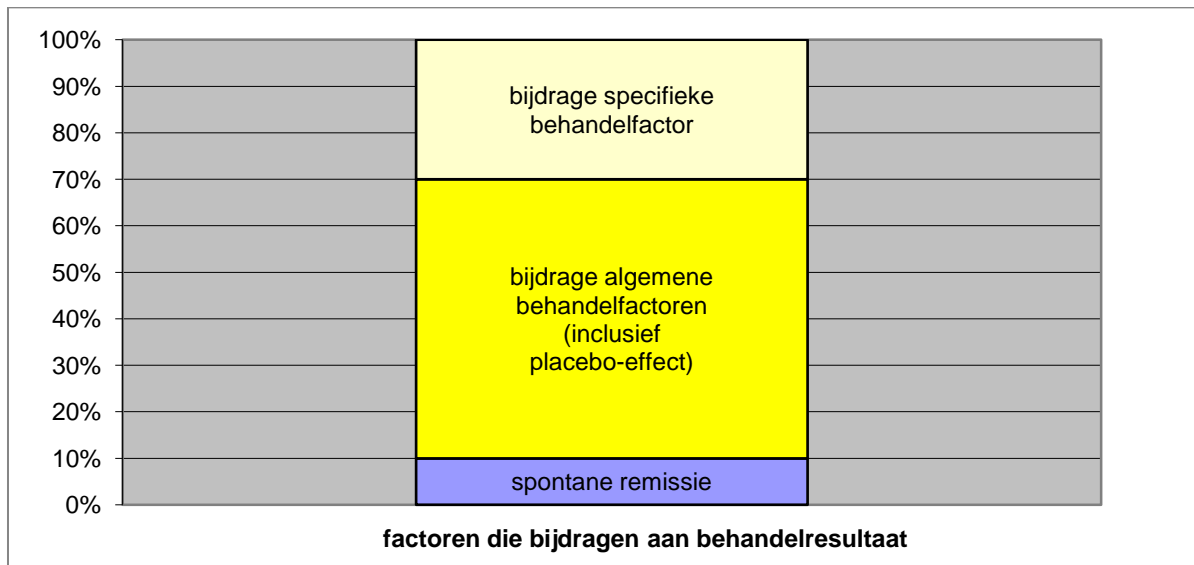 100%
90%
80%
70%
60%
50%
40%
30%
20%
10%
0%
bijdrage specifieke
behandelfactor
bijdrage algemene
behandelfactoren
(inclusief
placebo-effect)
spontane remissie
factoren die bijdragen aan behandelresultaat